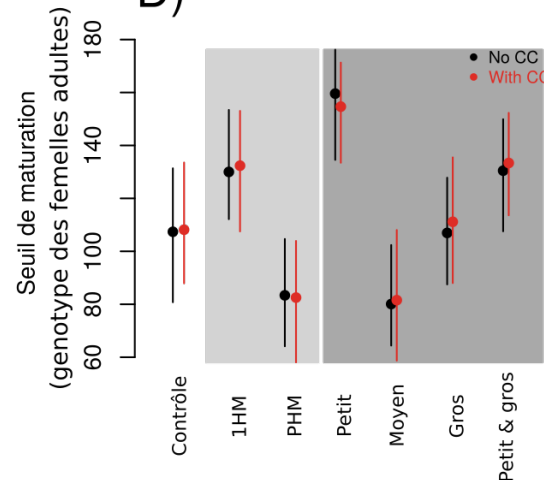 D)
No CC
With CC
Seuil de maturation
(genotype des femelles adultes)
180
140
100
80
60
Contrôle
1HM
PHM
Petit
Moyen
Gros
Petit & gros